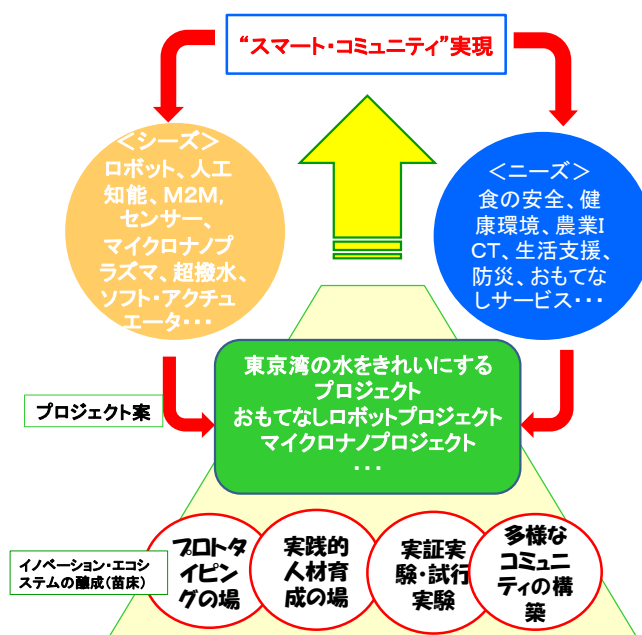 “スマート・コミュニティ”実現
＜シーズ＞
ロボット、人工
知能、M2M,
センサー、
マイクロナノプ
ラズマ、超撥水、
ソフト・アクチュ
エータ・・・
＜ニーズ＞
食の安全、健
康環境、農業I
CT、生活支援、
防災、おもてな
しサービス・・・
東京湾の水をきれいにする
プロジェクト
おもてなしロボットプロジェクト
マイクロナノプロジェクト
・・・
プロジェクト案
イノベーション・エコシ
ステムの醸成（苗床）
プロトタ
イピン
グの場
実践的
人材育
成の場
実証実
験・試行
実験
多様な
コミュニ
ティの構
築